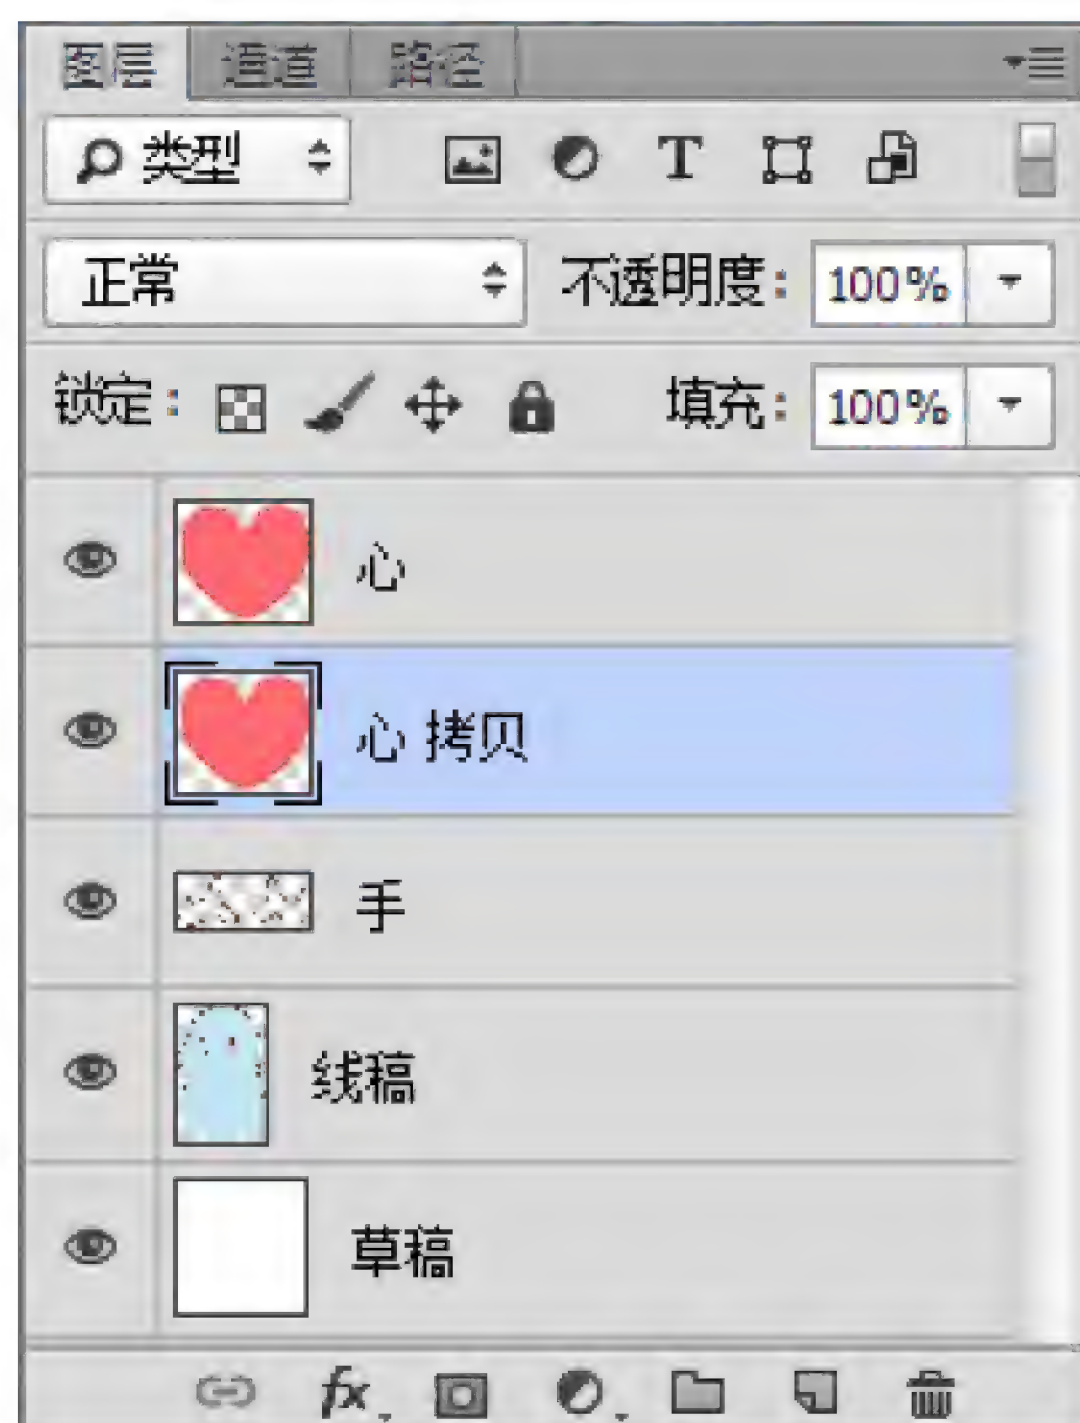 图层 通道 路径
类型 T
正常 不透明度: 100%
锁定: 填充: 100%
心
心 拷贝
手
线稿
草稿
fx